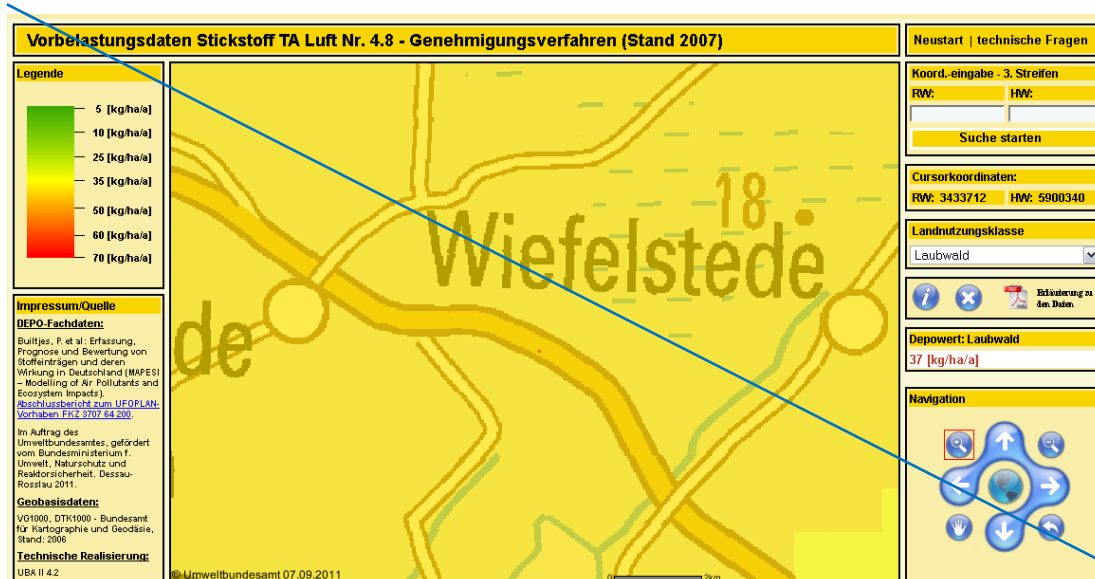 Vorbelastungsdaten Stickstoff TA Luft Nr. 4.8 - Genehmigungsverfahren (Stand 2007)
Neustart | technische Fragen
Legende
5 [kg/ha/a]
10 [kg/ha/a]
25 [kg/ha/a]
35 [kg/ha/a]
50 [kg/ha/a]
60 [kg/ha/a]
70 [kg/ha/a]
Impressum/Quelle
DEPO-Fachdaten:
Builtjes, P. et al: Erfassung,
Prognose und Bewertung von
Stoffeinträgen und deren
Wirkung in Deutschland (MAPESI
– Modelling of Air Pollutants and
Ecosystem Impacts).
Abschlussbericht zum UFOPLAN-
Vorhaben FKZ 3707 64 200.
Im Auftrag des
Umweltbundesamtes, gefördert
vom Bundesministerium f.
Umwelt, Naturschutz und
Reaktorsicherheit. Dessau-
Rosslau 2011.
Geobasisdaten:
VG1000, DTK1000 - Bundesamt
für Kartographie und Geodäsie,
Stand: 2006
Technische Realisierung:
UBA II 4.2
18
Wiefelstede
de
© Umweltbundesamt 07.09.2011
0 2km
Koord.-eingabe - 3. Streifen
RW: HW:
Suche starten
Cursorkoordinaten:
RW: 3433712 HW: 5900340
Landnutzungsklasse
Laubwald
PDF
Erläuterung zu
den Daten
Depowert: Laubwald
37 [kg/ha/a]
Navigation